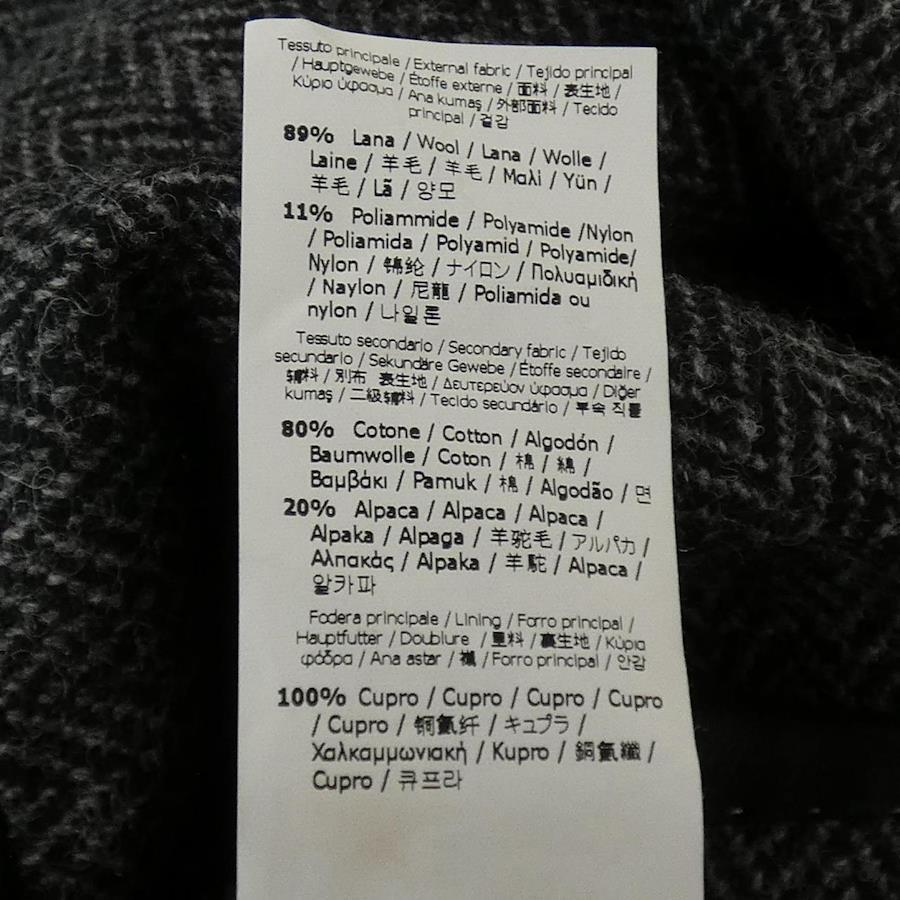 Tessuto principale / External fabric / Tejido principal
/ Hauptgewebe / Étoffe externe / 面料 / 表生地 /
Κύριο ύφασμα / Ana kumaş / 外部面料 / Tecido
principal / 겉감
89% Lana / Wool / Lana / Wolle /
Laine / 羊毛 / 羊毛 / Μαλί / Yün /
羊毛 / Lã / 양모
11% Poliammide / Polyamide /Nylon
/ Poliamida / Polyamid / Polyamide/
Nylon / 锦纶 / ナイロン / Πολυαμιδική
/ Naylon / 尼龍 / Poliamida ou
nylon / 나일론
Tessuto secondario / Secondary fabric / Tejido
secundario / Sekundäre Gewebe / Étoffe secondaire /
辅料 / 別布 表生地 / Δευτερεύον ύφασμα / Diğer
kumaş / 二級辅料 / Tecido secundário / 부속 직물
80% Cotone / Cotton / Algodón /
Baumwolle / Coton / 棉 / 綿 /
Βαμβάκι / Pamuk / 棉 / Algodão / 면
20% Alpaca / Alpaca / Alpaca /
Alpaka / Alpaga / 羊驼毛 / アルパカ /
Αλπακάς / Alpaka / 羊駝 / Alpaca /
알카파
Fodera principale / Lining / Forro principal /
Hauptfutter / Doublure / 里料 / 裏生地 / Κύρια
φόδρα / Ana astar / 襯 / Forro principal / 안감
100% Cupro / Cupro / Cupro / Cupro
/ Cupro / 铜氨纤 / キュプラ /
Χαλκαμμωνιακή / Kupro / 銅氨纖 /
Cupro / 큐프라